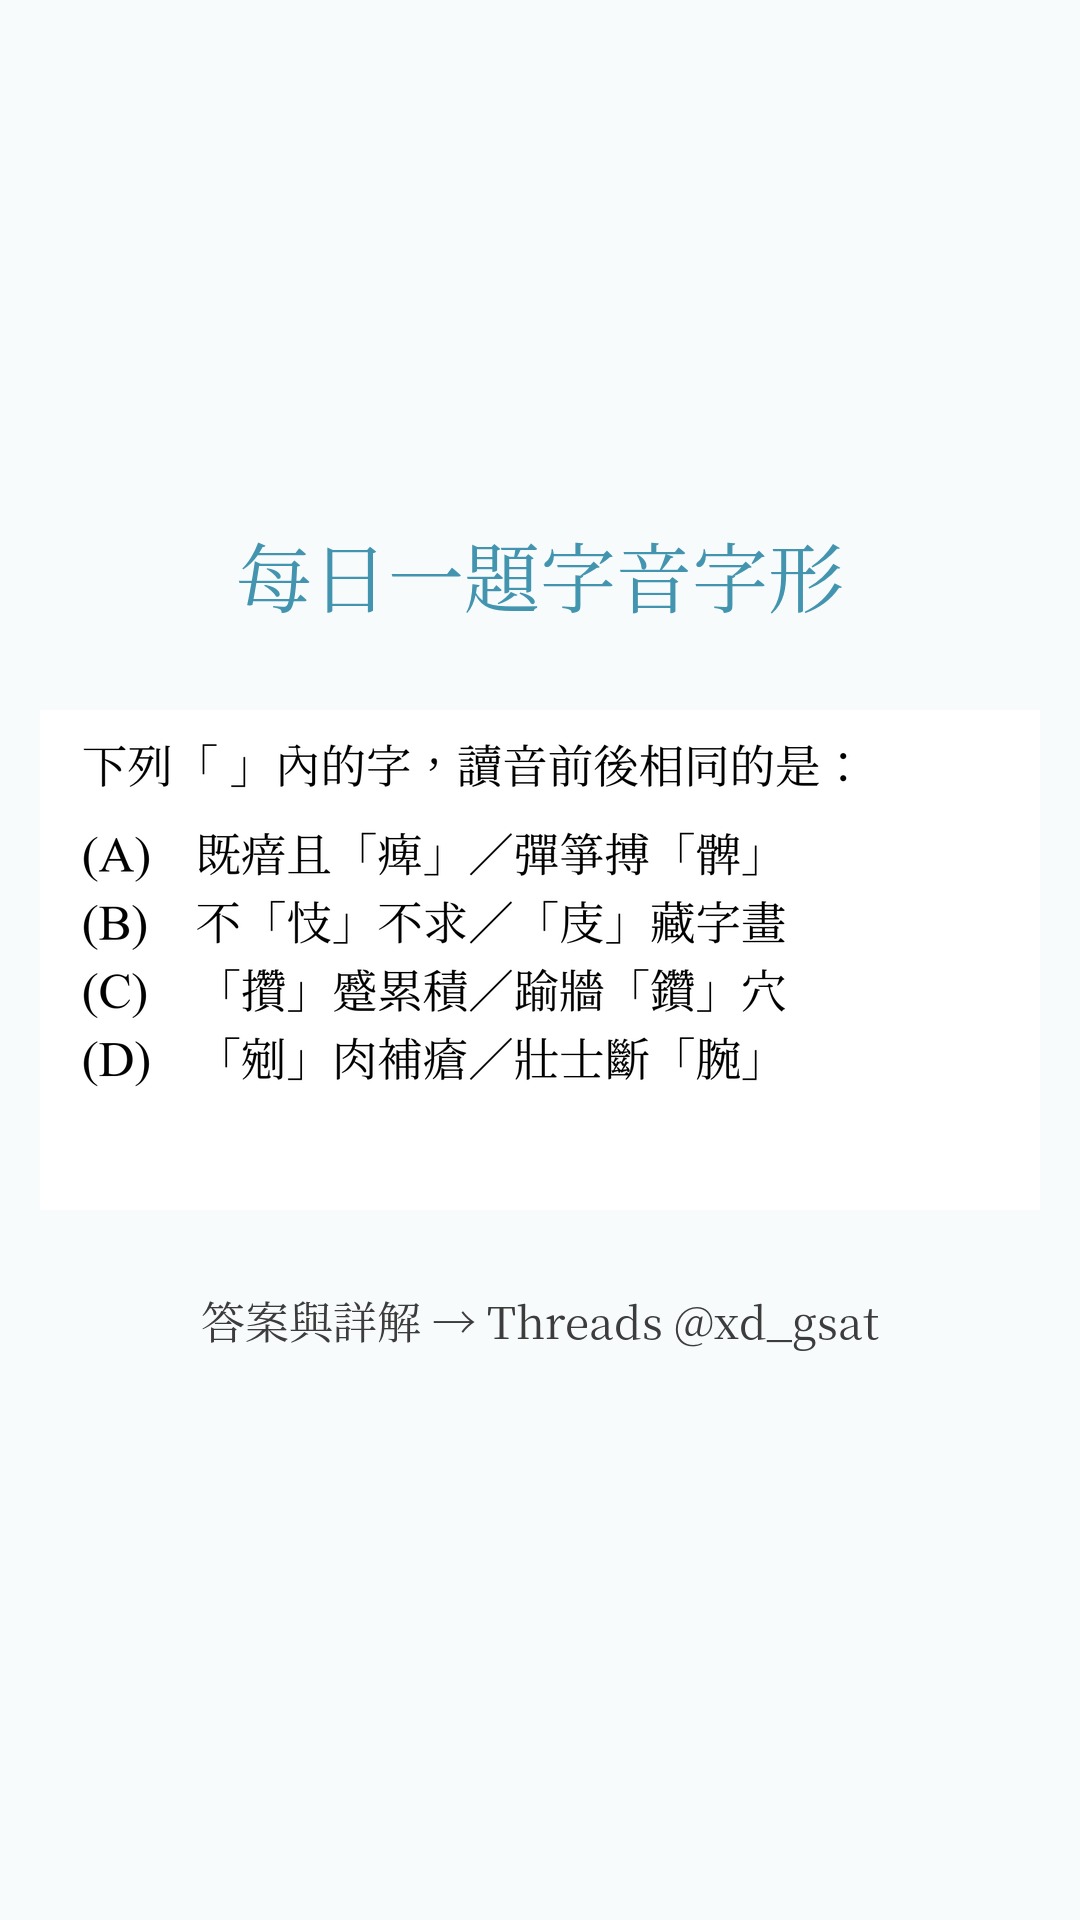 每日一題字音字形
下列「 」內的字，讀音前後相同的是：
(A) 既瘖且「痺」／彈箏搏「髀」
(B) 不「忮」不求／「庋」藏字畫
(C) 「攢」蹙累積／踰牆「鑽」穴
(D) 「剜」肉補瘡／壯士斷「腕」
答案與詳解 → Threads @xd_gsat